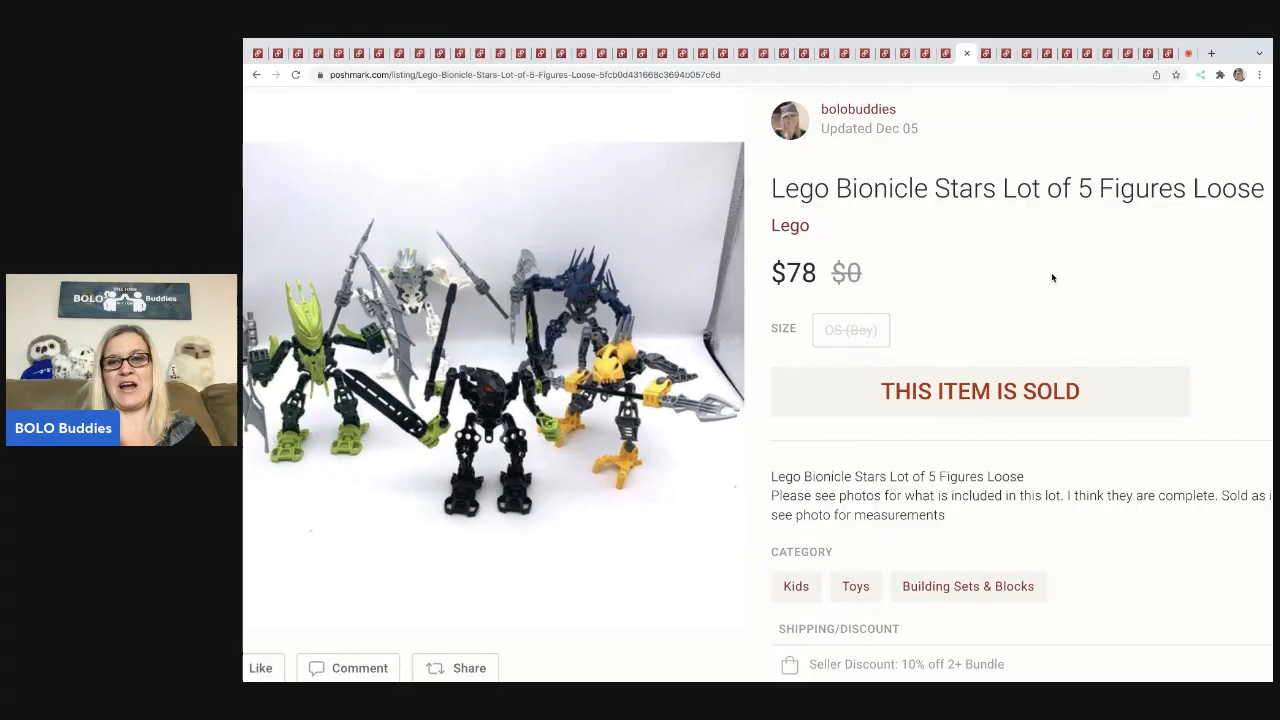 poshmark.com/listing/Lego-Bionicle-Stars-Lot-of-5-Figures-Loose-5fcb0d431668c3694b057c6d
bolobuddies
Updated Dec 05
Lego Bionicle Stars Lot of 5 Figures Loose
Lego
$78 $0
SIZE OS (Boy)
THIS ITEM IS SOLD
Lego Bionicle Stars Lot of 5 Figures Loose
Please see photos for what is included in this lot. I think they are complete. Sold as i
see photo for measurements
CATEGORY
Kids Toys Building Sets & Blocks
SHIPPING/DISCOUNT
Seller Discount: 10% off 2+ Bundle
Like Comment Share
BOLO Buddies
BOLO Buddies